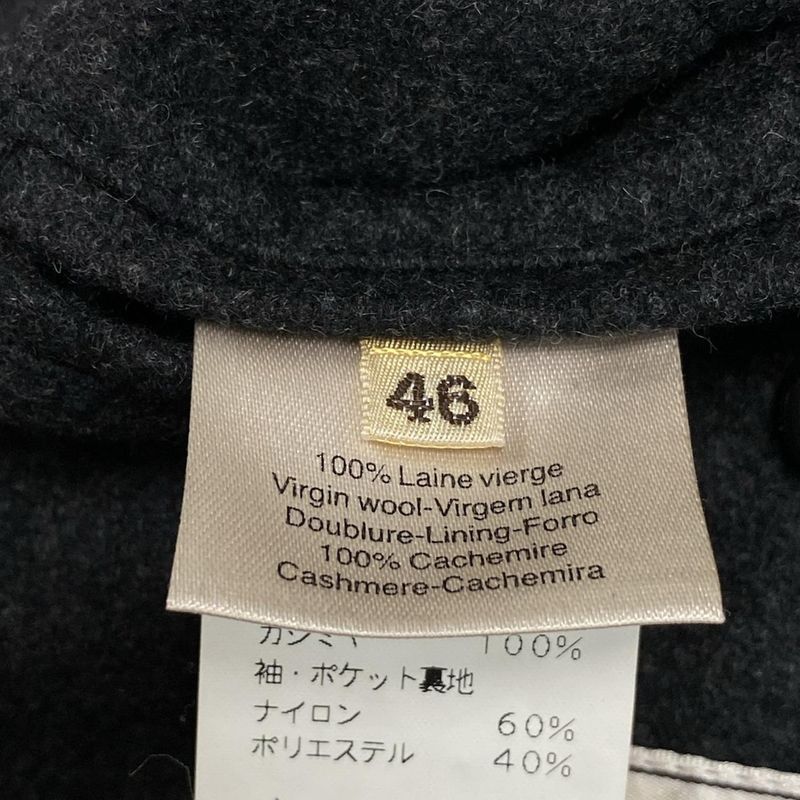 46
100% Laine vierge
Virgin wool-Virgem lana
Doublure-Lining-Forro
100% Cachemire
Cashmere-Cachemira
カシミヤ 100%
袖・ポケット裏地
ナイロン 60%
ポリエステル 40%